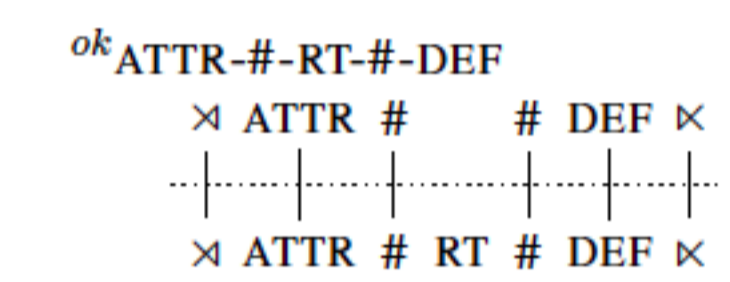 ᵒᵏATTR-#-RT-#-DEF
⋊ ATTR # # DEF ⋉
⋊ ATTR # RT # DEF ⋉